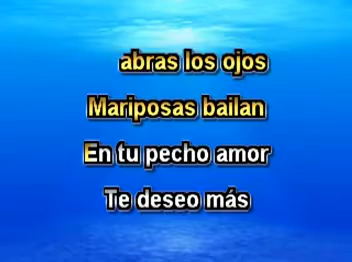 abras los ojos
Mariposas bailan
En tu pecho amor
Te deseo más